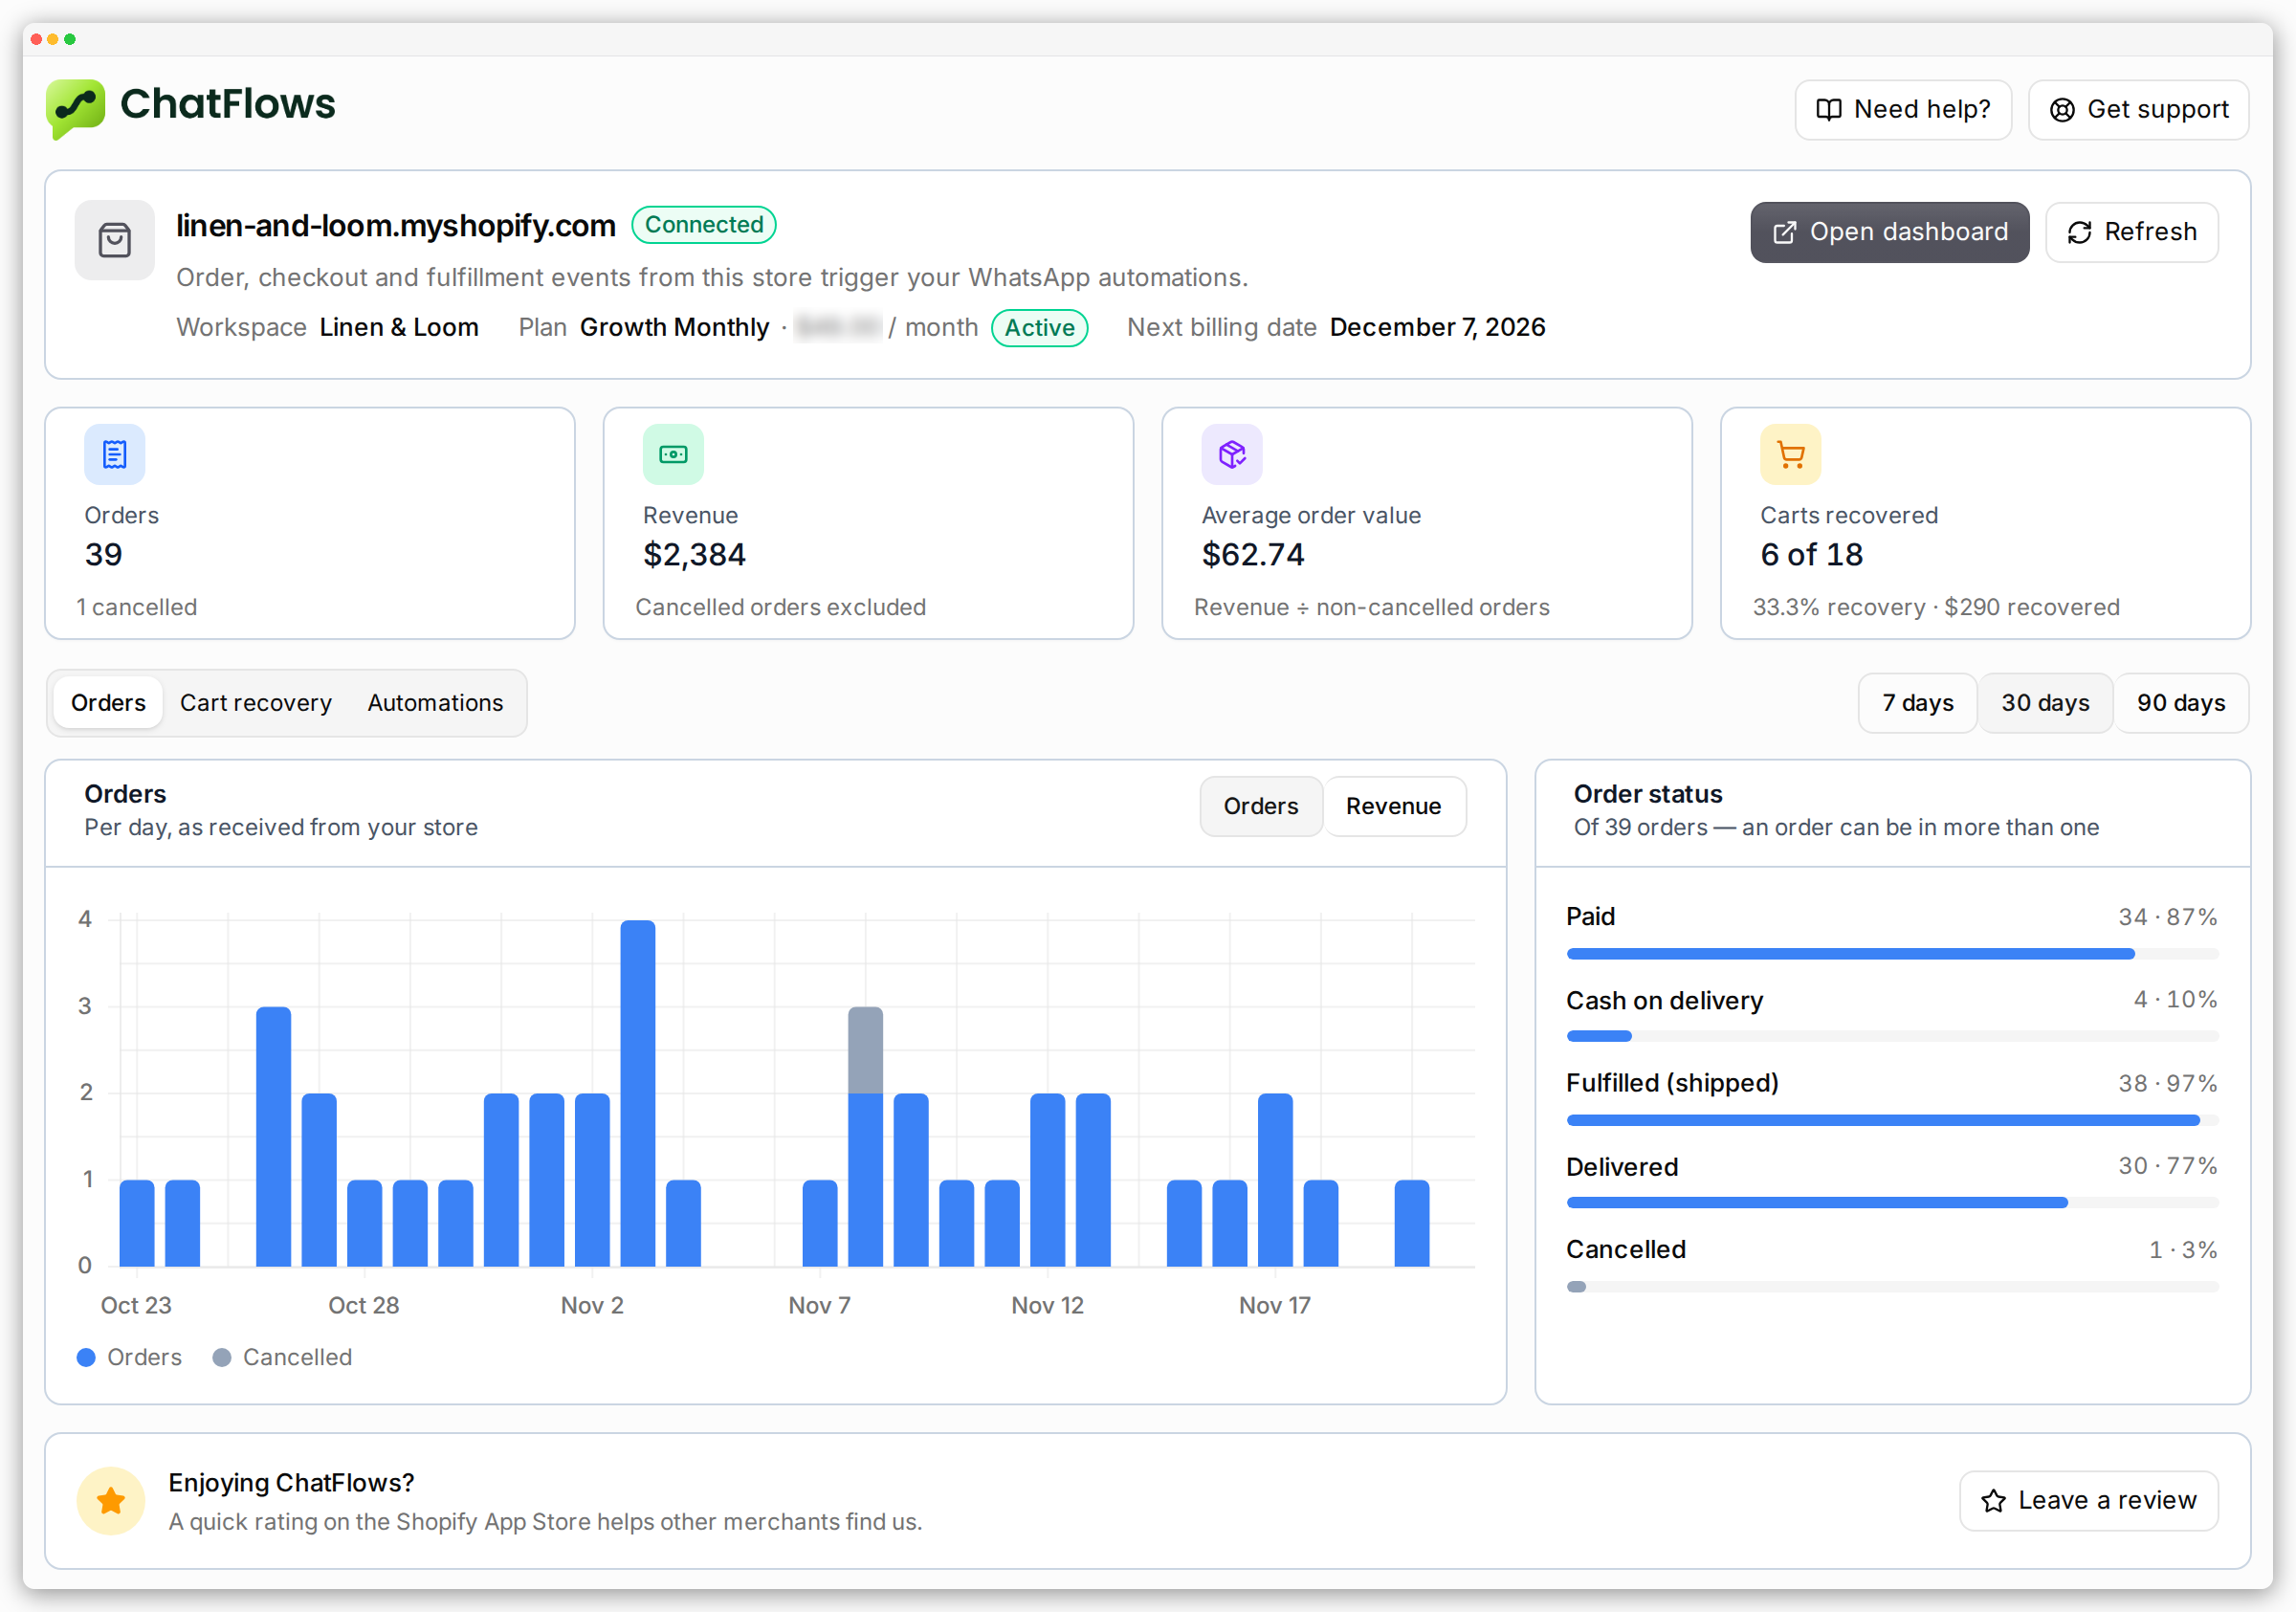 ChatFlows
Need help?
Get support
linen-and-loom.myshopify.com
Connected
Open dashboard
Refresh
Order, checkout and fulfillment events from this store trigger your WhatsApp automations.
Workspace Linen & Loom Plan Growth Monthly · / month Active Next billing date December 7, 2026
Orders
39
1 cancelled
Revenue
$2,384
Cancelled orders excluded
Average order value
$62.74
Revenue ÷ non-cancelled orders
Carts recovered
6 of 18
33.3% recovery · $290 recovered
Orders Cart recovery Automations
7 days 30 days 90 days
Orders
Per day, as received from your store
Orders Revenue
4
3
2
1
0
Oct 23 Oct 28 Nov 2 Nov 7 Nov 12 Nov 17
Orders Cancelled
Order status
Of 39 orders — an order can be in more than one
Paid 34 · 87%
Cash on delivery 4 · 10%
Fulfilled (shipped) 38 · 97%
Delivered 30 · 77%
Cancelled 1 · 3%
Enjoying ChatFlows?
A quick rating on the Shopify App Store helps other merchants find us.
Leave a review